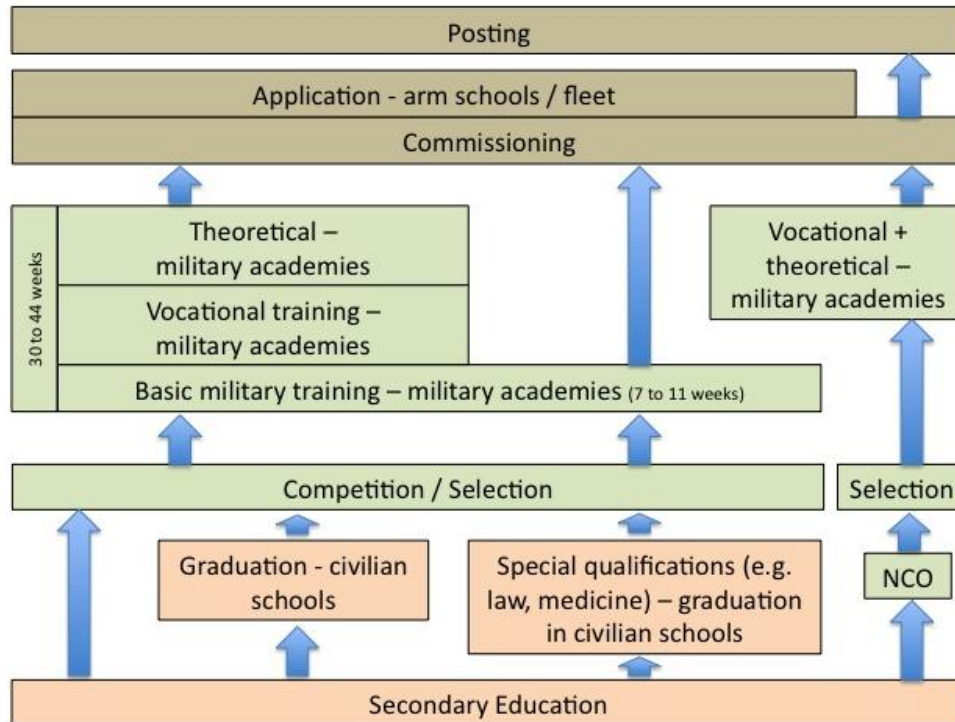 Posting
Application - arm schools / fleet
Commissioning
30 to 44 weeks
Theoretical –
military academies
Vocational training –
military academies
Vocational +
theoretical –
military academies
Basic military training – military academies (7 to 11 weeks)
Competition / Selection
Selection
Graduation - civilian
schools
Special qualifications (e.g.
law, medicine) – graduation
in civilian schools
NCO
Secondary Education